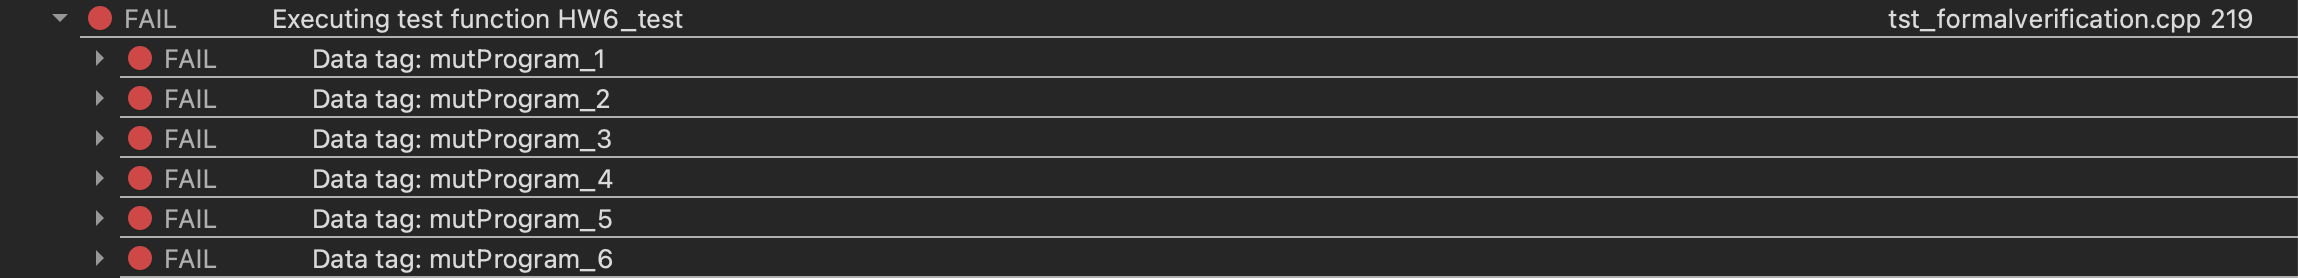 FAIL Executing test function HW6_test tst_formalverification.cpp 219
FAIL Data tag: mutProgram_1
FAIL Data tag: mutProgram_2
FAIL Data tag: mutProgram_3
FAIL Data tag: mutProgram_4
FAIL Data tag: mutProgram_5
FAIL Data tag: mutProgram_6